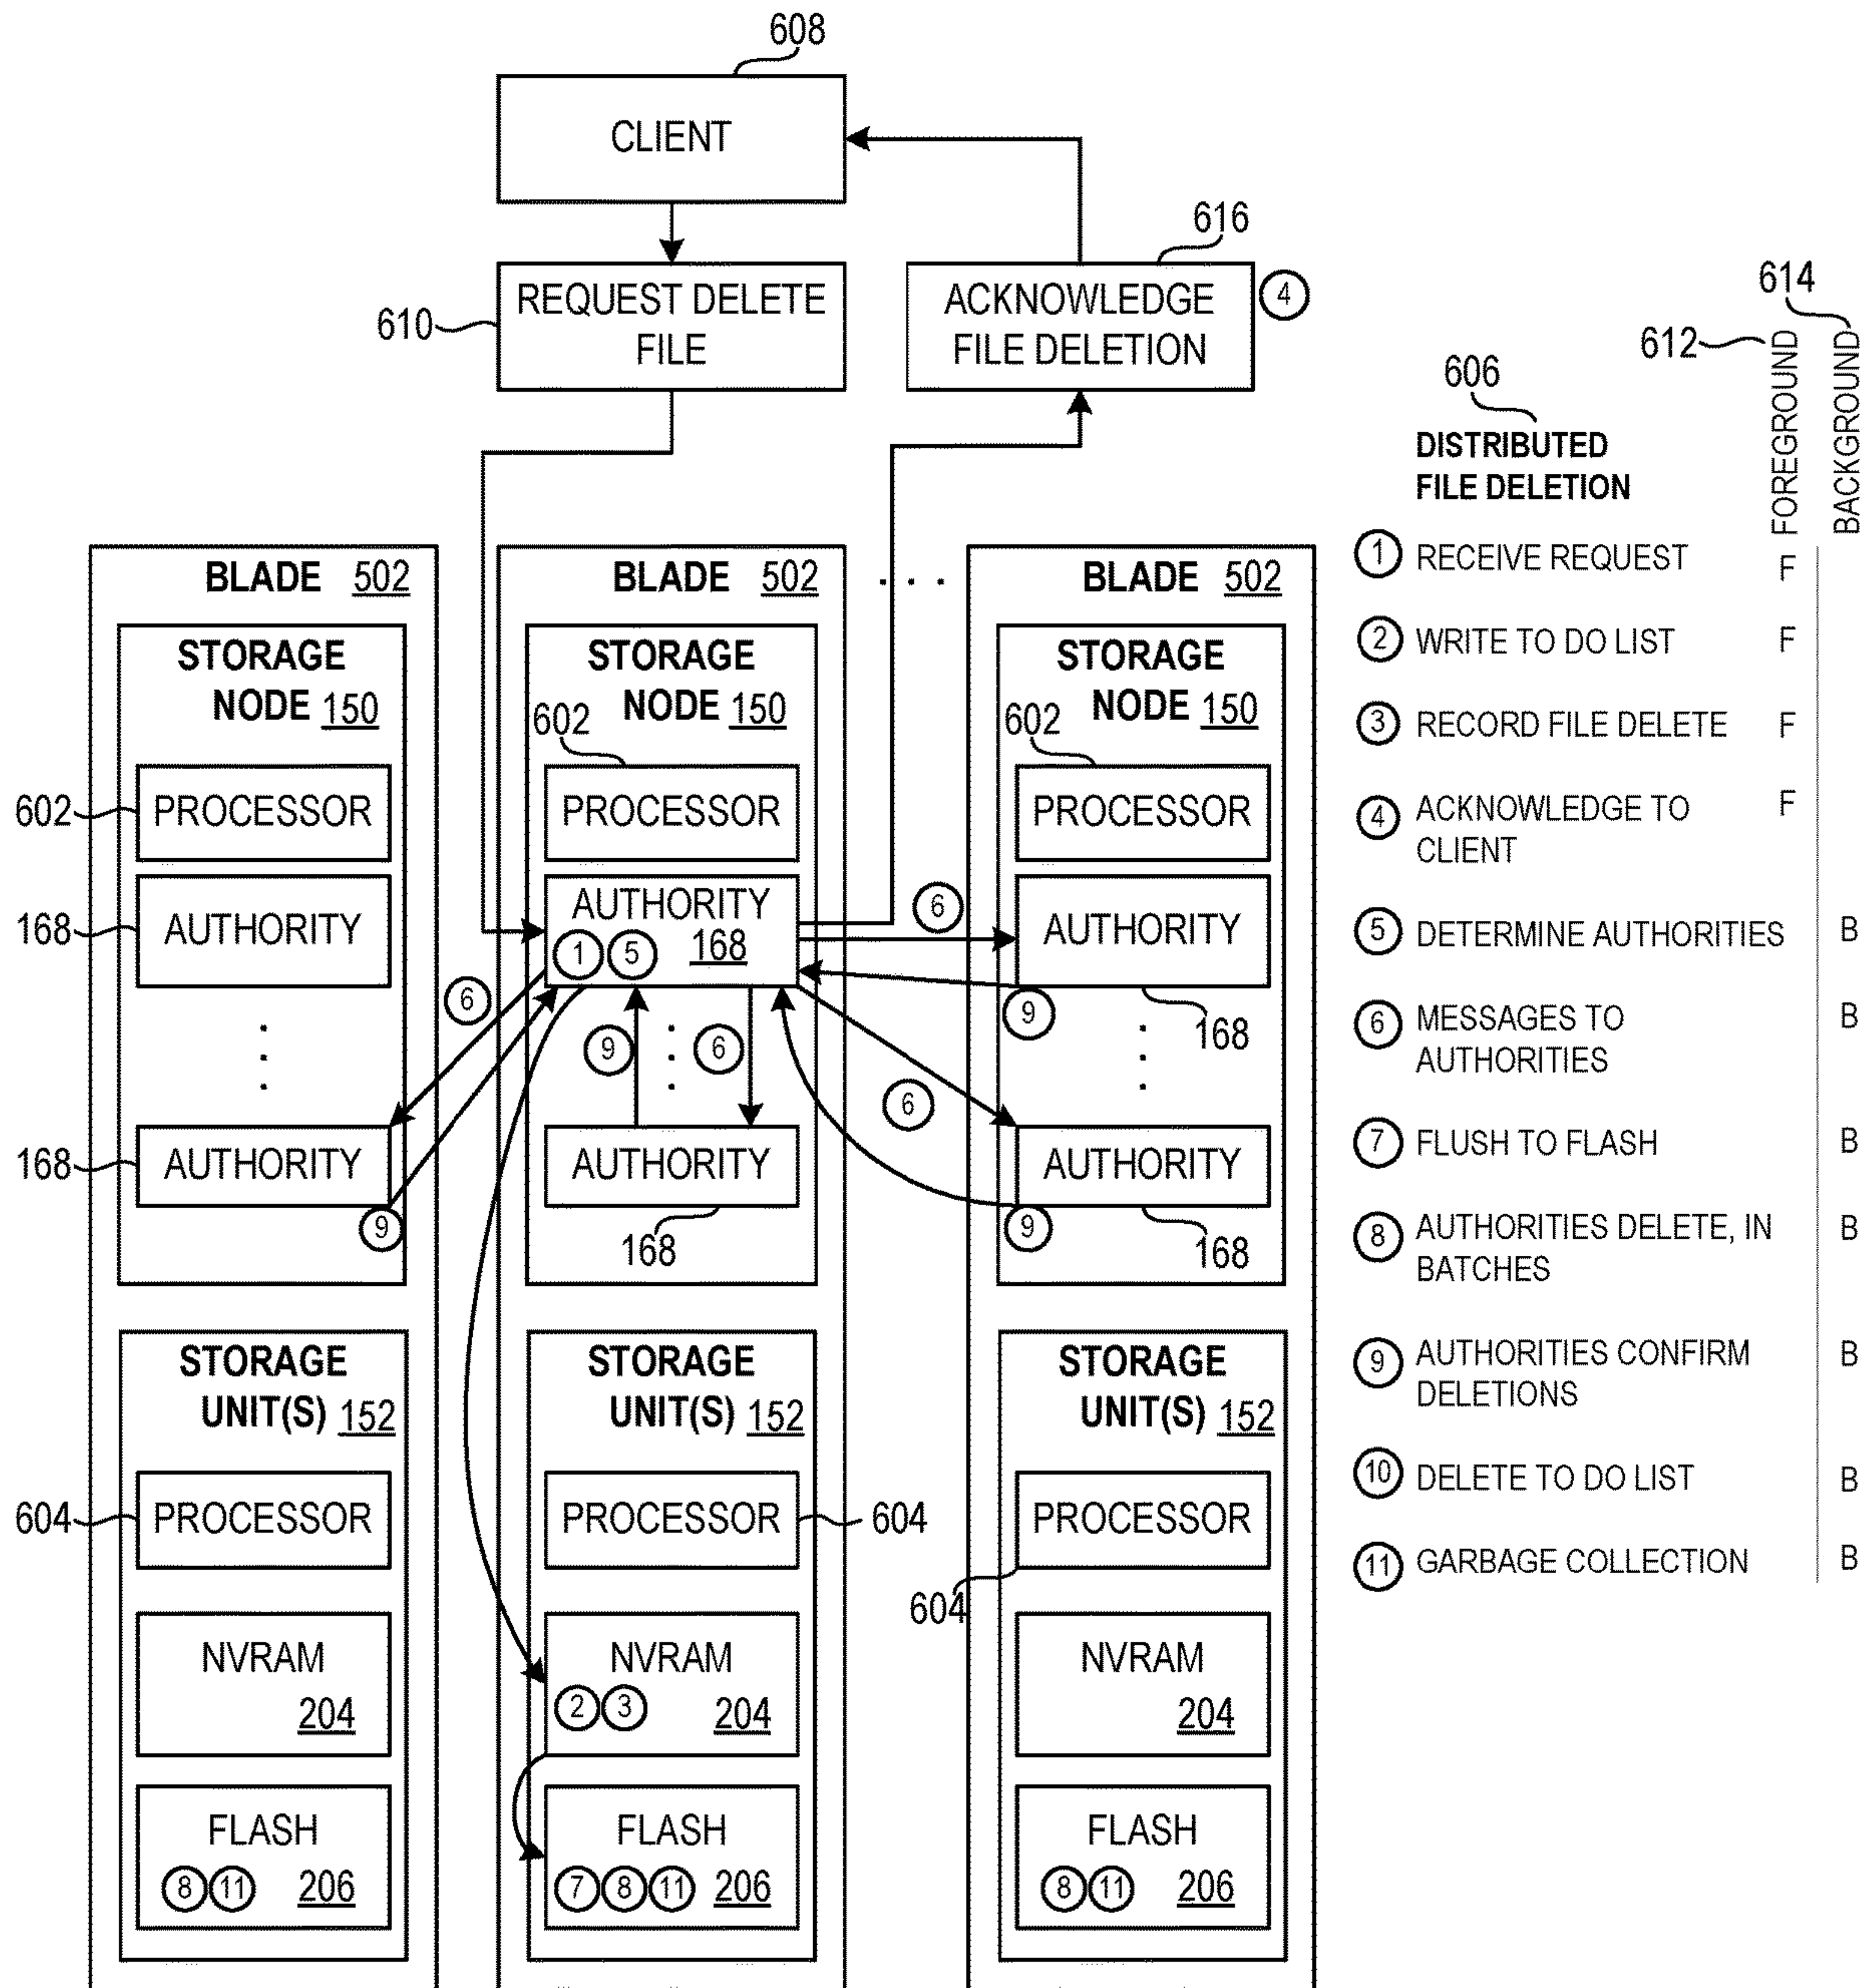 608
CLIENT
616
614
610
REQUEST DELETE
FILE
ACKNOWLEDGE
FILE DELETION
4
612
FOREGROUND
BACKGROUND
606
DISTRIBUTED
FILE DELETION
1 RECEIVE REQUEST F
2 WRITE TO DO LIST F
3 RECORD FILE DELETE F
4 ACKNOWLEDGE TO F
CLIENT
5 DETERMINE AUTHORITIES B
6 MESSAGES TO B
AUTHORITIES
7 FLUSH TO FLASH B
8 AUTHORITIES DELETE, IN B
BATCHES
9 AUTHORITIES CONFIRM B
DELETIONS
10 DELETE TO DO LIST B
11 GARBAGE COLLECTION B
BLADE 502
STORAGE
NODE 150
602
PROCESSOR
168
AUTHORITY
6
168
AUTHORITY
9
STORAGE
UNIT(S) 152
604
PROCESSOR
NVRAM
204
FLASH
8 11 206
BLADE 502
. . .
STORAGE
NODE 150
602
PROCESSOR
AUTHORITY
1 5 168
9 6
AUTHORITY
168
STORAGE
UNIT(S) 152
PROCESSOR
604
NVRAM
2 3 204
FLASH
7 8 11 206
BLADE 502
STORAGE
NODE 150
602
PROCESSOR
6
AUTHORITY
9
168
6
AUTHORITY
9
168
STORAGE
UNIT(S) 152
PROCESSOR
604
NVRAM
204
FLASH
8 11 206